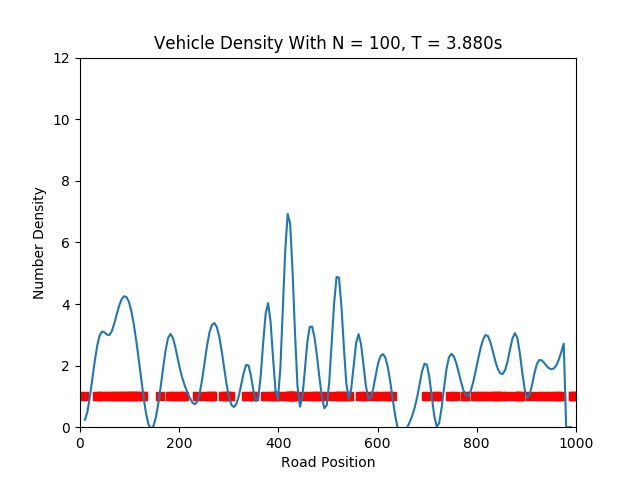 Vehicle Density With N = 100, T = 3.880s
12
10
8
6
4
2
0
Number Density
0 200 400 600 800 1000
Road Position